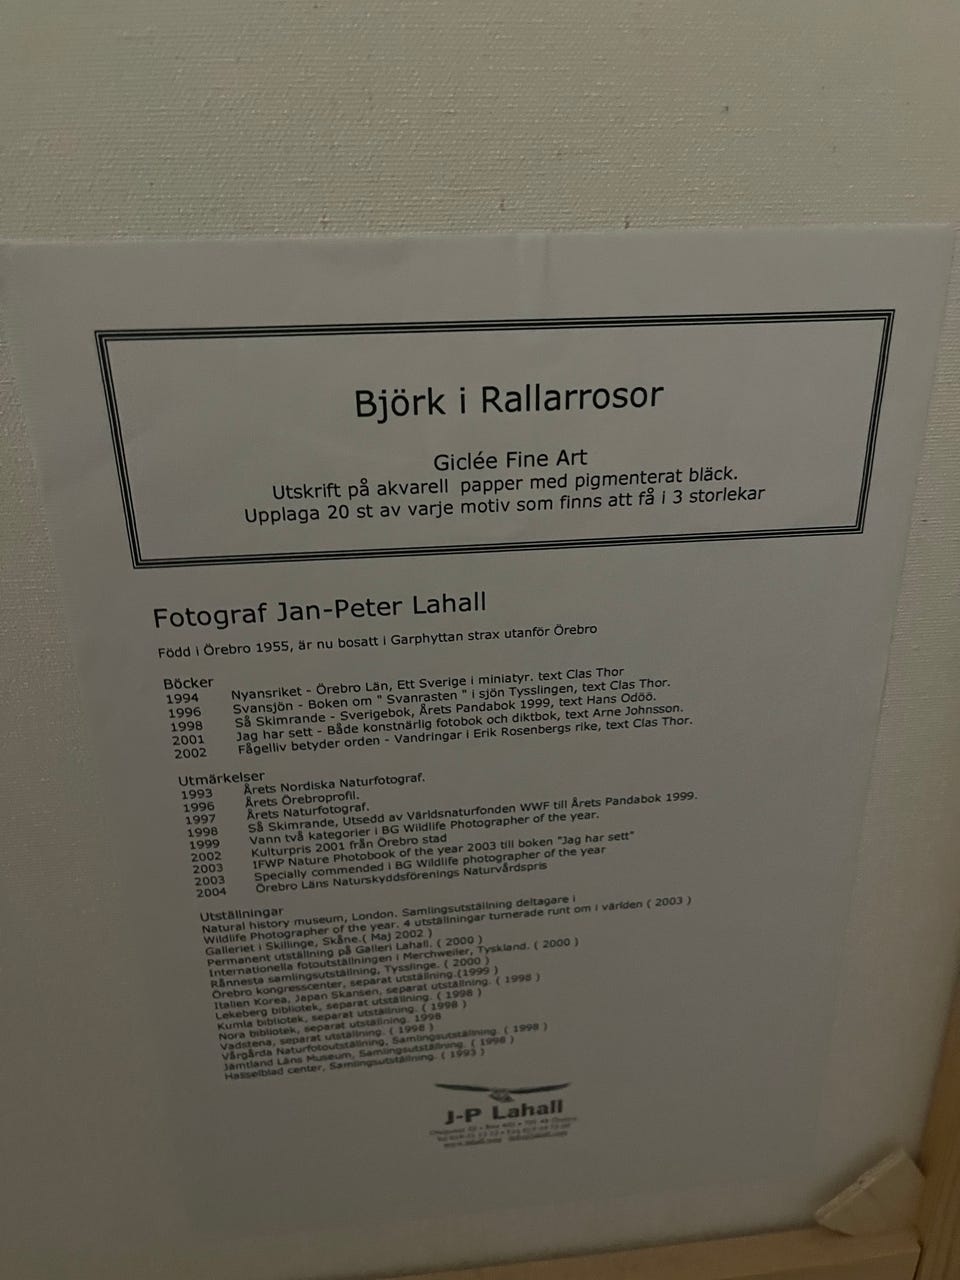 Björk i Rallarrosor
Giclée Fine Art
Utskrift på akvarell papper med pigmenterat bläck.
Upplaga 20 st av varje motiv som finns att få i 3 storlekar
Fotograf Jan-Peter Lahall
Född i Örebro 1955, är nu bosatt i Garphyttan strax utanför Örebro
Böcker
1994 Nyansriket - Örebro Län, Ett Sverige i miniatyr. text Clas Thor
1996 Svansjön - Boken om " Svanrasten " i sjön Tysslingen, text Clas Thor.
1998 Så Skimrande - Sverigebok, Årets Pandabok 1999, text Hans Odöö.
2001 Jag har sett - Både konstnärlig fotobok och diktbok, text Arne Johnsson.
2002 Fågelliv betyder orden - Vandringar i Erik Rosenbergs rike, text Clas Thor.
Utmärkelser
1993 Årets Nordiska Naturfotograf.
1996 Årets Örebroprofil.
1997 Årets Naturfotograf.
1998 Så Skimrande, Utsedd av Världsnaturfonden WWF till Årets Pandabok 1999.
1999 Vann två kategorier i BG Wildlife Photographer of the year.
2002 Kulturpris 2001 från Örebro stad
2003 IFWP Nature Photobook of the year 2003 till boken "Jag har sett"
2003 Specially commended i BG Wildlife photographer of the year
2004 Örebro Läns Naturskyddsförenings Naturvårdspris
Utställningar
Natural history museum, London. Samlingsutställning deltagare i
Wildlife Photographer of the year. 4 utställningar turnerade runt om i världen ( 2003 )
Galleriet i Skillinge, Skåne.( Maj 2002 )
Permanent utställning på Galleri Lahall. ( 2000 )
Internationella fotoutställningen i Merchweiler, Tyskland. ( 2000 )
Rånnesta samlingsutställning, Tysslinge. ( 2000 )
Örebro kongresscenter, separat utställning.(1999 )
Italien Korea, Japan Skansen, separat utställning. ( 1998 )
Lekeberg bibliotek, separat utställning. ( 1998 )
Kumla bibliotek, separat utställning. ( 1998 )
Nora bibliotek, separat utställning. 1998
Vadstena, separat utställning. ( 1998 )
Vårgårda Naturfotoutställning, Samlingsutställning. ( 1998 )
Jämtland Läns Museum, Samlingsutställning. ( 1998 )
Hasselblad center, Samlingsutställning. ( 1993 )
J-P Lahall